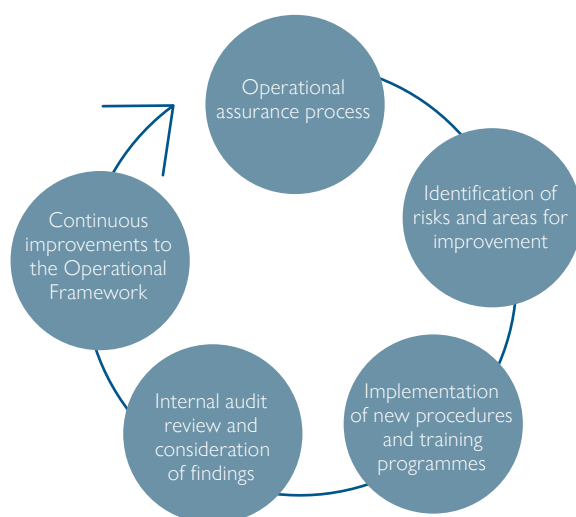 Operational
assurance process
Identification of
risks and areas for
improvement
Implementation
of new procedures
and training
programmes
Internal audit
review and
consideration
of findings
Continuous
improvements to
the Operational
Framework